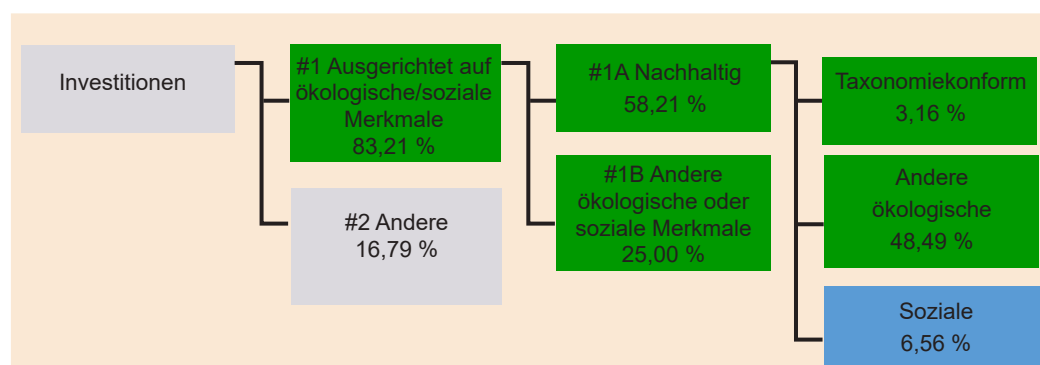 Investitionen
#1 Ausgerichtet auf
ökologische/soziale
Merkmale
83,21 %
#2 Andere
16,79 %
#1A Nachhaltig
58,21 %
#1B Andere
ökologische oder
soziale Merkmale
25,00 %
Taxonomiekonform
3,16 %
Andere
ökologische
48,49 %
Soziale
6,56 %